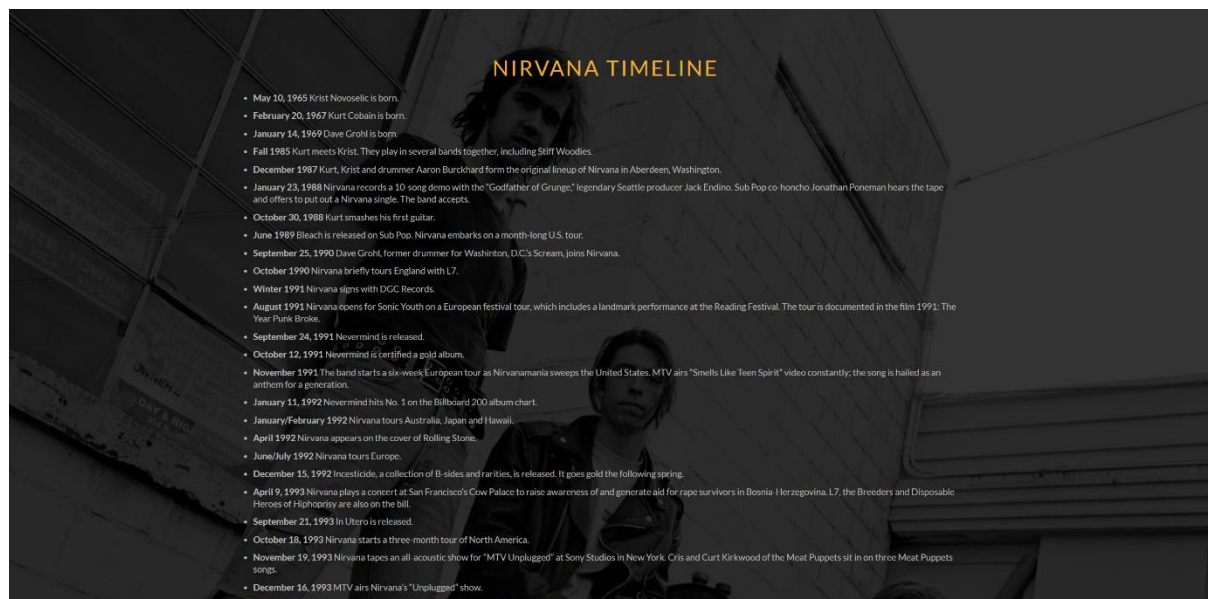 NIRVANA TIMELINE
• May 10, 1965 Krist Novoselic is born.
• February 20, 1967 Kurt Cobain is born.
• January 14, 1969 Dave Grohl is born.
• Fall 1985 Kurt meets Krist. They play in several bands together, including Stiff Woodies.
• December 1987 Kurt, Krist and drummer Aaron Burckhard form the original lineup of Nirvana in Aberdeen, Washington.
• January 23, 1988 Nirvana records a 10-song demo with the "Godfather of Grunge," legendary Seattle producer Jack Endino. Sub Pop co-honcho Jonathan Poneman hears the tape
and offers to put out a Nirvana single. The band accepts.
• October 30, 1988 Kurt smashes his first guitar.
• June 1989 Bleach is released on Sub Pop. Nirvana embarks on a month-long U.S. tour.
• September 25, 1990 Dave Grohl, former drummer for Washinton, D.C.'s Scream, joins Nirvana.
• October 1990 Nirvana briefly tours England with L7.
• Winter 1991 Nirvana signs with DGC Records.
• August 1991 Nirvana opens for Sonic Youth on a European festival tour, which includes a landmark performance at the Reading Festival. The tour is documented in the film 1991: The
Year Punk Broke.
• September 24, 1991 Nevermind is released.
• October 12, 1991 Nevermind is certified a gold album.
• November 1991 The band starts a six-week European tour as Nirvanamania sweeps the United States. MTV airs "Smells Like Teen Spirit" video constantly; the song is hailed as an
anthem for a generation.
• January 11, 1992 Nevermind hits No. 1 on the Billboard 200 album chart.
• January/February 1992 Nirvana tours Australia, Japan and Hawaii.
• April 1992 Nirvana appears on the cover of Rolling Stone.
• June/July 1992 Nirvana tours Europe.
• December 15, 1992 Incesticide, a collection of B-sides and rarities, is released. It goes gold the following spring.
• April 9, 1993 Nirvana plays a concert at San Francisco's Cow Palace to raise awareness of and generate aid for rape survivors in Bosnia-Herzegovina. L7, the Breeders and Disposable
Heroes of Hiphoprisy are also on the bill.
• September 21, 1993 In Utero is released.
• October 18, 1993 Nirvana starts a three-month tour of North America.
• November 19, 1993 Nirvana tapes an all-acoustic show for "MTV Unplugged" at Sony Studios in New York. Cris and Curt Kirkwood of the Meat Puppets sit in on three Meat Puppets
songs.
• December 16, 1993 MTV airs Nirvana's "Unplugged" show.